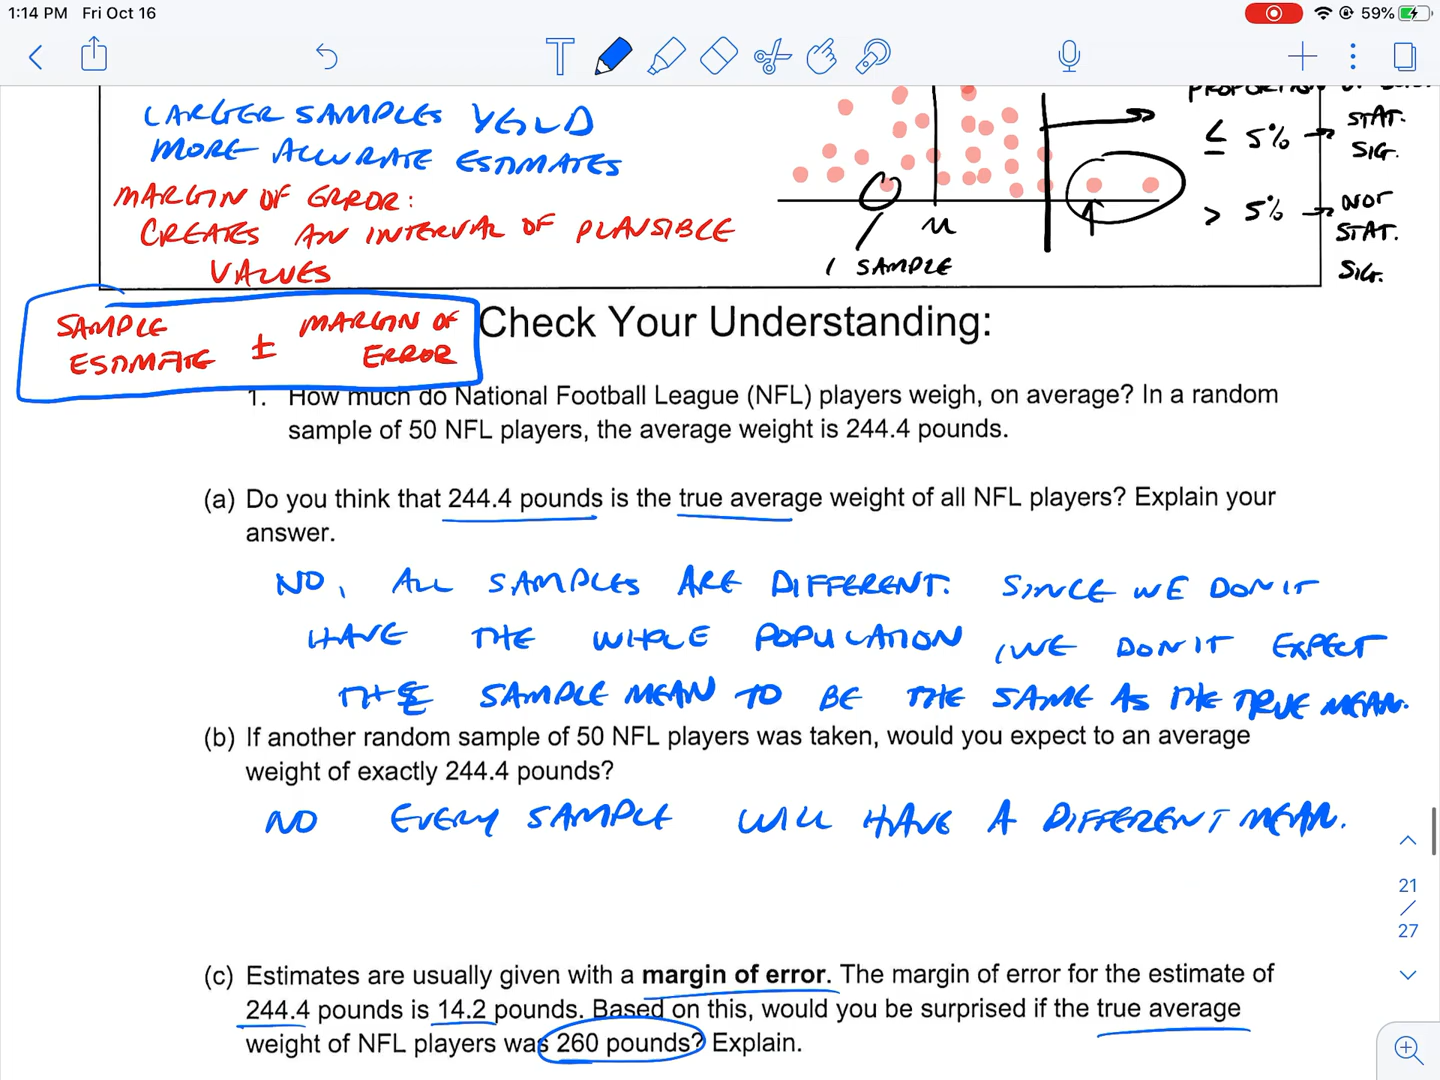 1:14 PM Fri Oct 16
59%
T
LARGER SAMPLES YEILD
MORE ACCURATE ESTIMATES
MARGIN OF ERROR:
CREATES AN INTERVAL OF PLAUSIBLE
VALUES
SAMPLE ESTIMATE ± MARGIN OF ERROR
1 SAMPLE
PROPORTION
≤ 5% → STAT. SIG.
> 5% → NOT STAT. SIG.
Check Your Understanding:
1. How much do National Football League (NFL) players weigh, on average? In a random
sample of 50 NFL players, the average weight is 244.4 pounds.
(a) Do you think that 244.4 pounds is the true average weight of all NFL players? Explain your
answer.
NO, ALL SAMPLES ARE DIFFERENT. SINCE WE DON'T
HAVE THE WHOLE POPULATION, WE DON'T EXPECT
THE SAMPLE MEAN TO BE THE SAME AS THE TRUE MEAN.
(b) If another random sample of 50 NFL players was taken, would you expect to an average
weight of exactly 244.4 pounds?
NO EVERY SAMPLE WILL HAVE A DIFFERENT MEAN.
(c) Estimates are usually given with a margin of error. The margin of error for the estimate of
244.4 pounds is 14.2 pounds. Based on this, would you be surprised if the true average
weight of NFL players was 260 pounds? Explain.
21
/
27